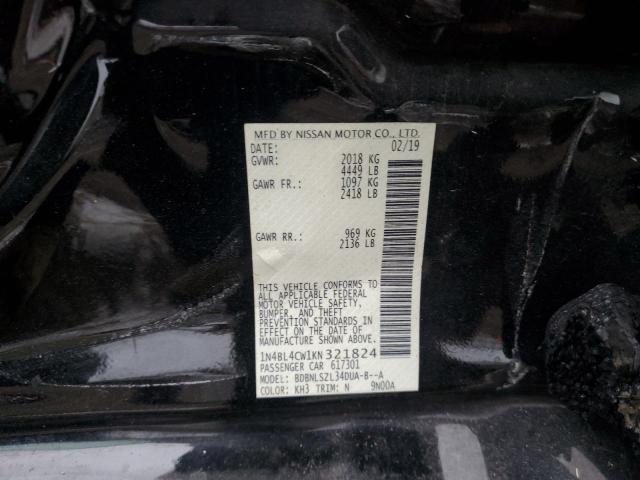 MFD BY NISSAN MOTOR CO., LTD.
DATE: 02/19
GVWR: 2018 KG
4449 LB
GAWR FR.: 1097 KG
2418 LB
GAWR RR.: 969 KG
2136 LB
THIS VEHICLE CONFORMS TO
ALL APPLICABLE FEDERAL
MOTOR VEHICLE SAFETY,
BUMPER, AND THEFT
PREVENTION STANDARDS IN
EFFECT ON THE DATE OF
MANUFACTURE SHOWN ABOVE.
1N4BL4CW1KN321824
PASSENGER CAR 617301
MODEL: BDBNLSZL34DUA-B--A
COLOR: KH3 TRIM: N 9N00A